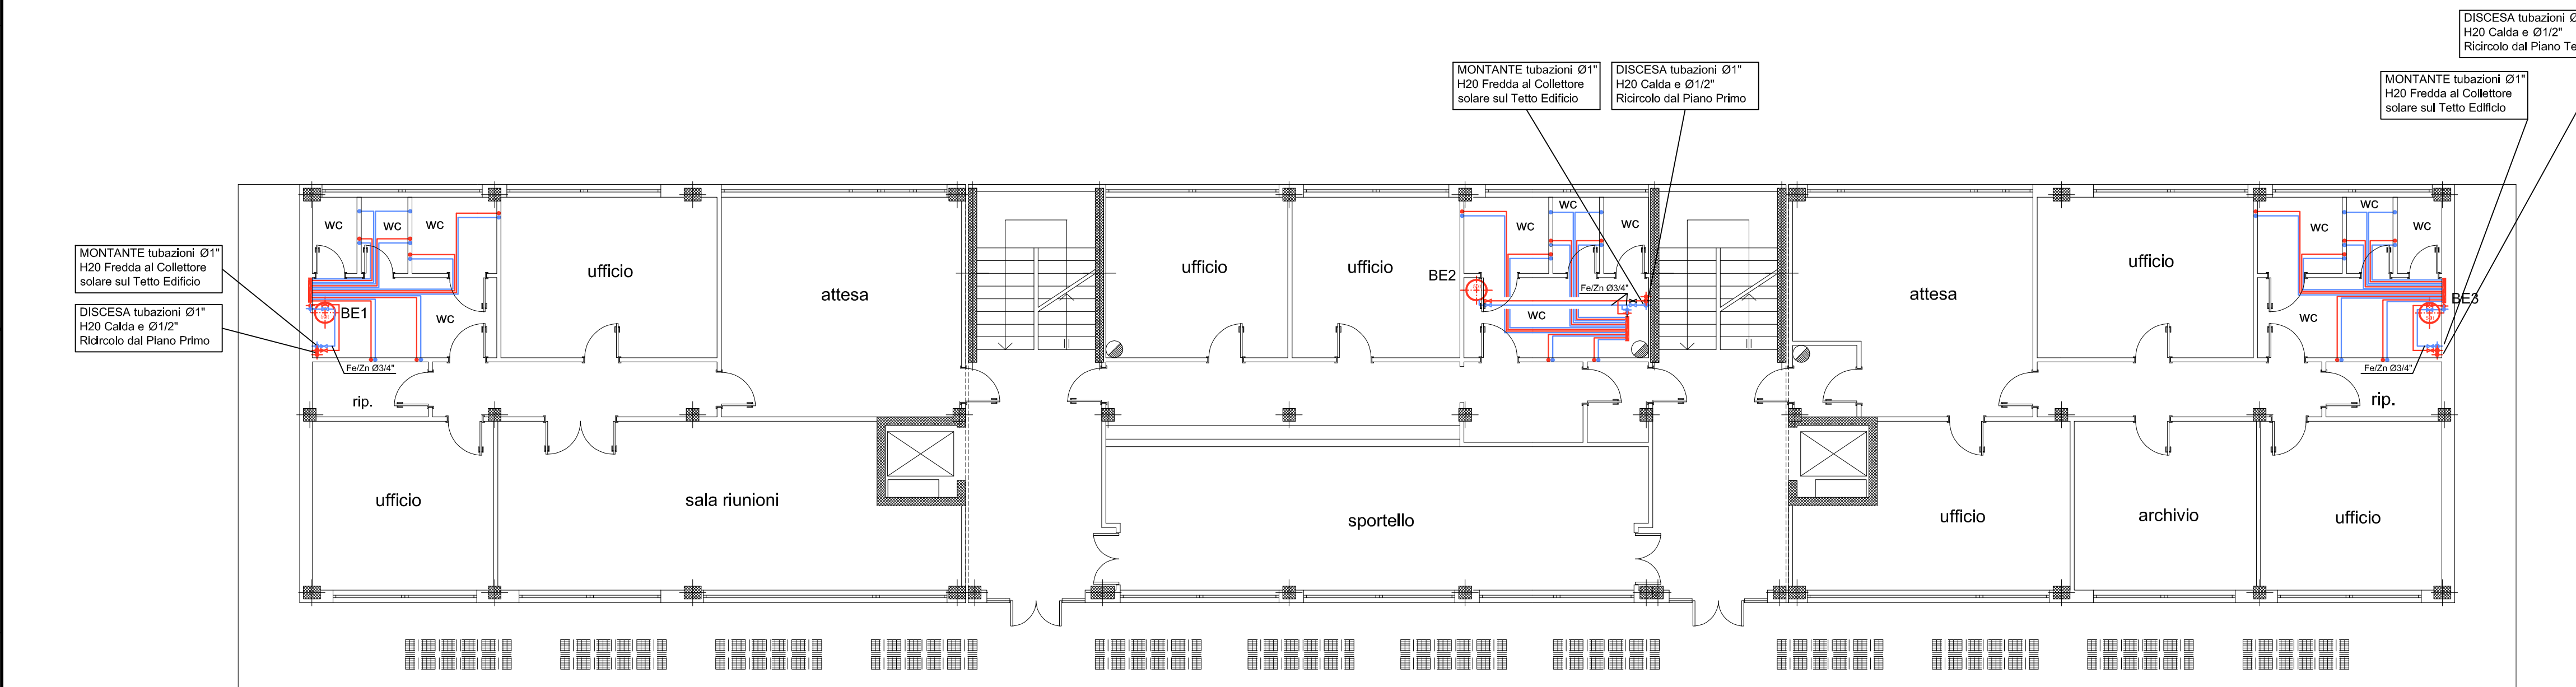 DISCESA tubazioni Ø
H20 Calda e Ø1/2"
Ricircolo dal Piano Te
MONTANTE tubazioni Ø1"
H20 Fredda al Collettore
solare sul Tetto Edificio
DISCESA tubazioni Ø1"
H20 Calda e Ø1/2"
Ricircolo dal Piano Primo
MONTANTE tubazioni Ø1"
H20 Fredda al Collettore
solare sul Tetto Edificio
MONTANTE tubazioni Ø1"
H20 Fredda al Collettore
solare sul Tetto Edificio
DISCESA tubazioni Ø1"
H20 Calda e Ø1/2"
Ricircolo dal Piano Primo
wc
wc
wc
ufficio
attesa
BE1
wc
Fe/Zn Ø3/4"
rip.
ufficio
sala riunioni
ufficio
ufficio
BE2
wc
wc
wc
Fe/Zn Ø3/4"
wc
sportello
attesa
ufficio
wc
wc
wc
BE3
wc
Fe/Zn Ø3/4"
rip.
ufficio
archivio
ufficio